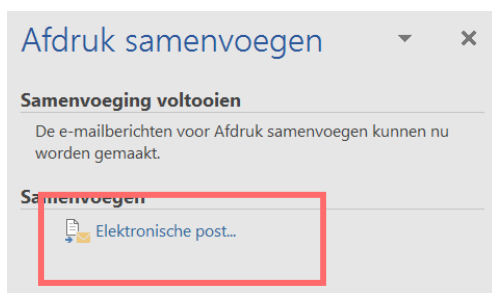 Afdruk samenvoegen
Samenvoeging voltooien
De e-mailberichten voor Afdruk samenvoegen kunnen nu
worden gemaakt.
Samenvoegen
Elektronische post...